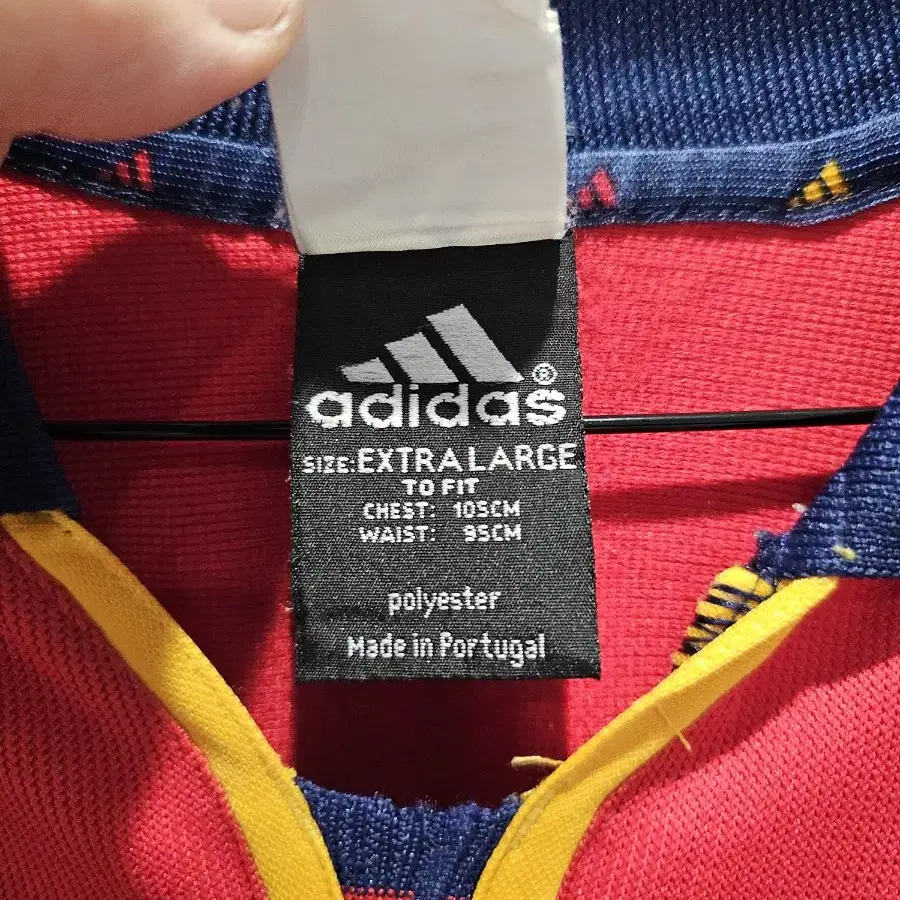 adidas®
SIZE: EXTRA LARGE
TO FIT
CHEST: 105CM
WAIST: 95CM
polyester
Made in Portugal